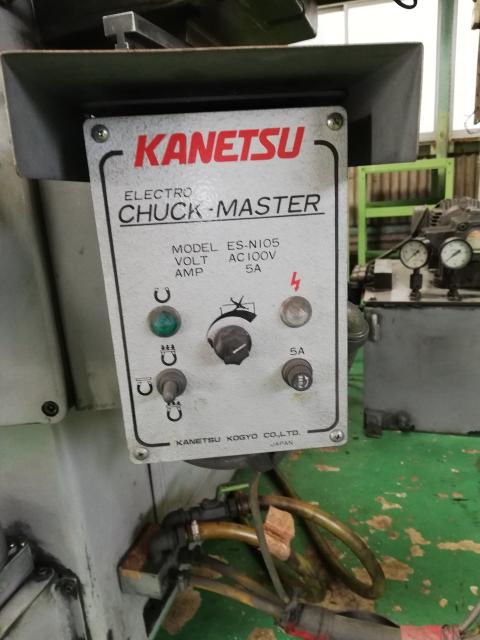 KANETSU
ELECTRO
CHUCK-MASTER
MODEL ES-N105
VOLT AC100V
AMP 5A
5A
KANETSU KOGYO CO.,LTD.
JAPAN